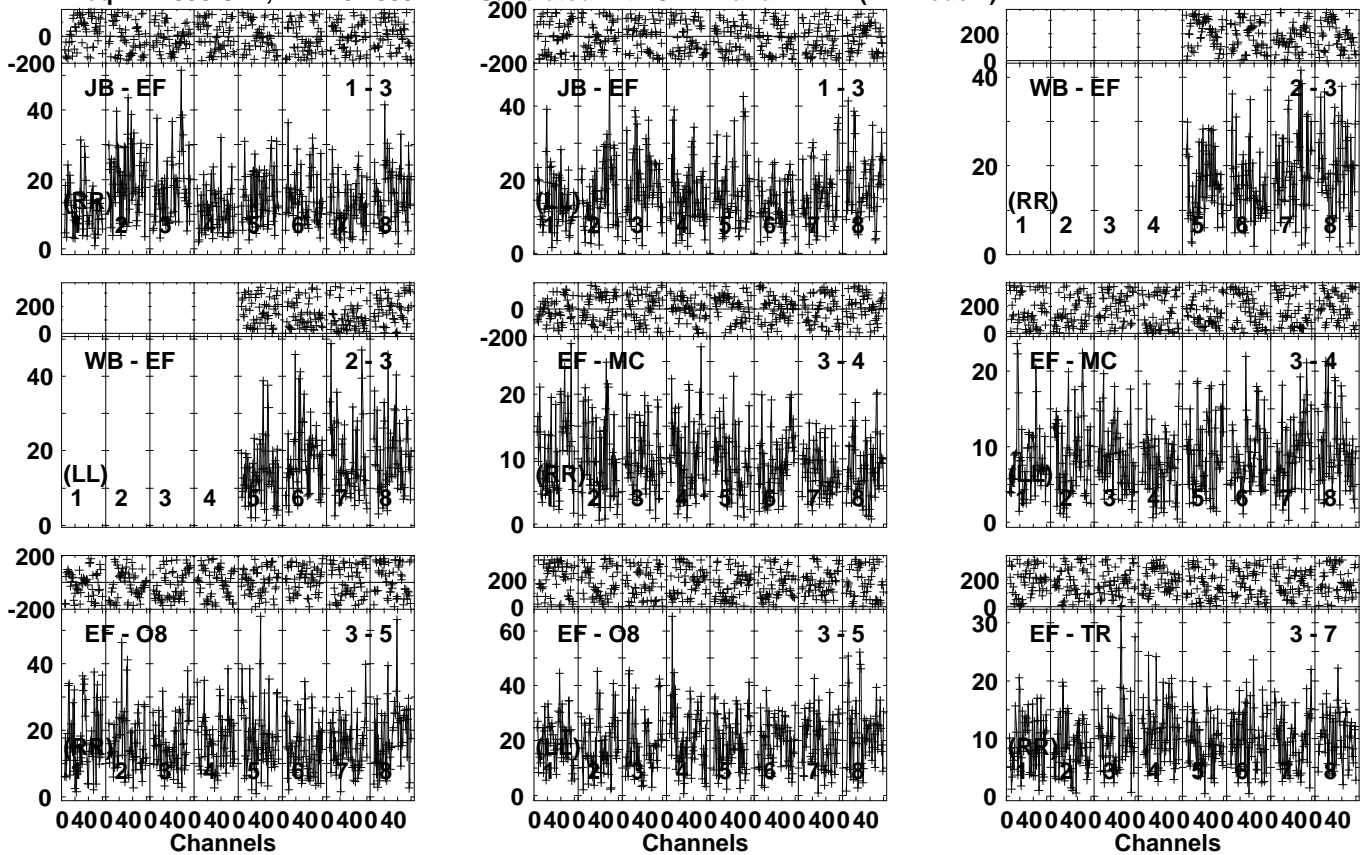 200 0 -200 JB - EF 1 - 3 40 30 20 10 0 (RR) 1 2 3 4 5 6 7 8
200 0 -200 JB - EF 1 - 3 40 20 0 (LL) 1 2 3 4 5 6 7 8
200 0 WB - EF 2 - 3 40 20 0 (RR) 1 2 3 4 5 6 7 8
200 0 WB - EF 2 - 3 40 20 0 (LL) 1 2 3 4 5 6 7 8
0 -200 EF - MC 3 - 4 20 10 0 (RR) 1 2 3 4 5 6 7 8
200 0 EF - MC 3 - 4 20 10 0 (LL) 1 2 3 4 5 6 7 8
200 0 -200 EF - O8 3 - 5 40 20 0 (RR) 1 2 3 4 5 6 7 8
200 0 EF - O8 3 - 5 60 40 20 0 (LL) 1 2 3 4 5 6 7 8
200 0 EF - TR 3 - 7 30 20 10 0 (RR) 1 2 3 4 5 6 7 8
0 40 0 40 0 40 0 40 0 40 0 40 0 40 0 40
Channels
0 40 0 40 0 40 0 40 0 40 0 40 0 40 0 40
Channels
0 40 0 40 0 40 0 40 0 40 0 40 0 40 0 40
Channels